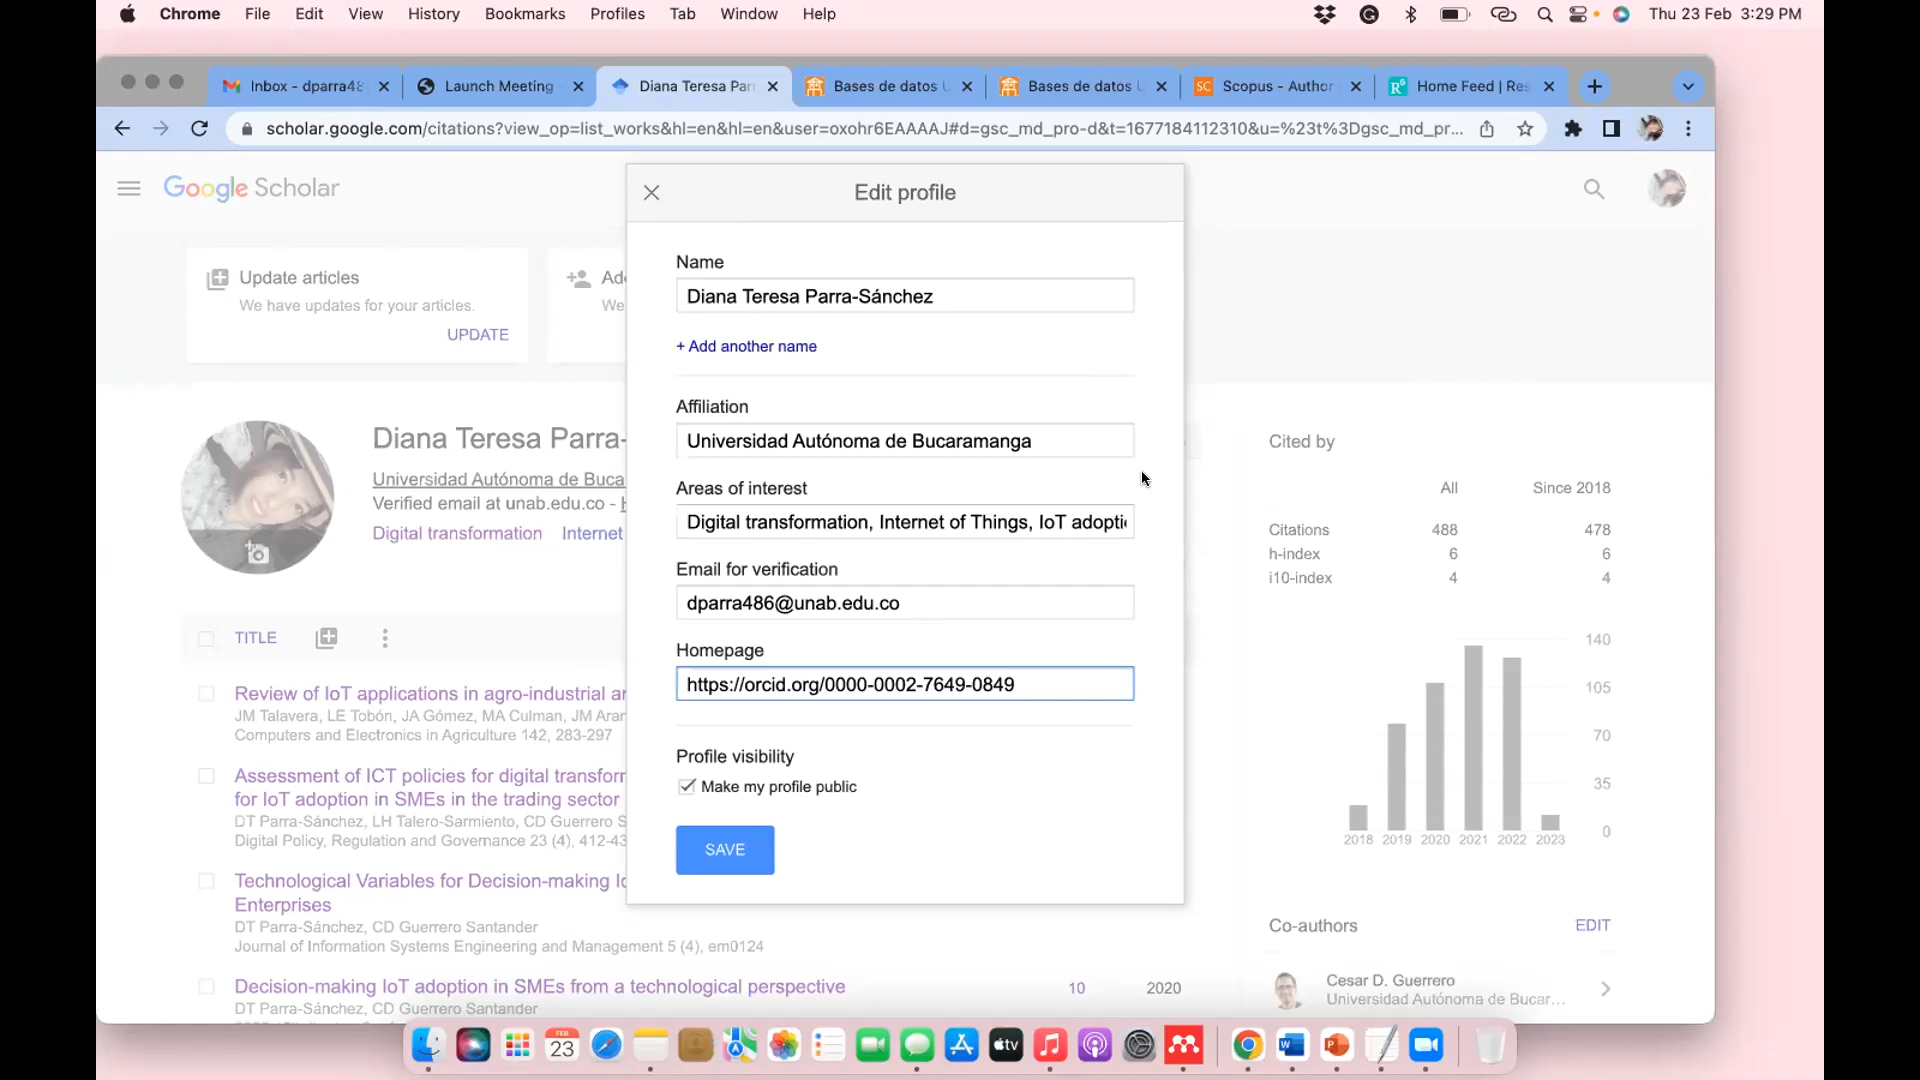 Chrome File Edit View History Bookmarks Profiles Tab Window Help Thu 23 Feb 3:29 PM
Inbox - dparra48 Launch Meeting Diana Teresa Par Bases de datos U Bases de datos U Scopus - Author Home Feed | Res
scholar.google.com/citations?view_op=list_works&hl=en&hl=en&user=oxohr6EAAAAJ#d=gsc_md_pro-d&t=1677184112310&u=%23t%3Dgsc_md_pr...
Google Scholar
Update articles
We have updates for your articles.
UPDATE
We
Diana Teresa Parra-
Universidad Autónoma de Buca
Verified email at unab.edu.co -
Digital transformation Internet
TITLE
Review of IoT applications in agro-industrial
JM Talavera, LE Tobón, JA Gómez, MA Culman, JM Arar
Computers and Electronics in Agriculture 142, 283-297
Assessment of ICT policies for digital transforr
for IoT adoption in SMEs in the trading sector
DT Parra-Sánchez, LH Talero-Sarmiento, CD Guerrero S
Digital Policy, Regulation and Governance 23 (4), 412-43
Technological Variables for Decision-making
Enterprises
DT Parra-Sánchez, CD Guerrero Santander
Journal of Information Systems Engineering and Management 5 (4), em0124
Decision-making IoT adoption in SMEs from a technological perspective 10 2020
DT Parra-Sánchez, CD Guerrero Santander
Edit profile
Name
Diana Teresa Parra-Sánchez
+ Add another name
Affiliation
Universidad Autónoma de Bucaramanga
Areas of interest
Digital transformation, Internet of Things, IoT adopti
Email for verification
dparra486@unab.edu.co
Homepage
https://orcid.org/0000-0002-7649-0849
Profile visibility
Make my profile public
SAVE
Cited by
All Since 2018
Citations 488 478
h-index 6 6
i10-index 4 4
140
105
70
35
0
2018 2019 2020 2021 2022 2023
Co-authors EDIT
Cesar D. Guerrero
Universidad Autónoma de Bucar...
FEB
23
tv